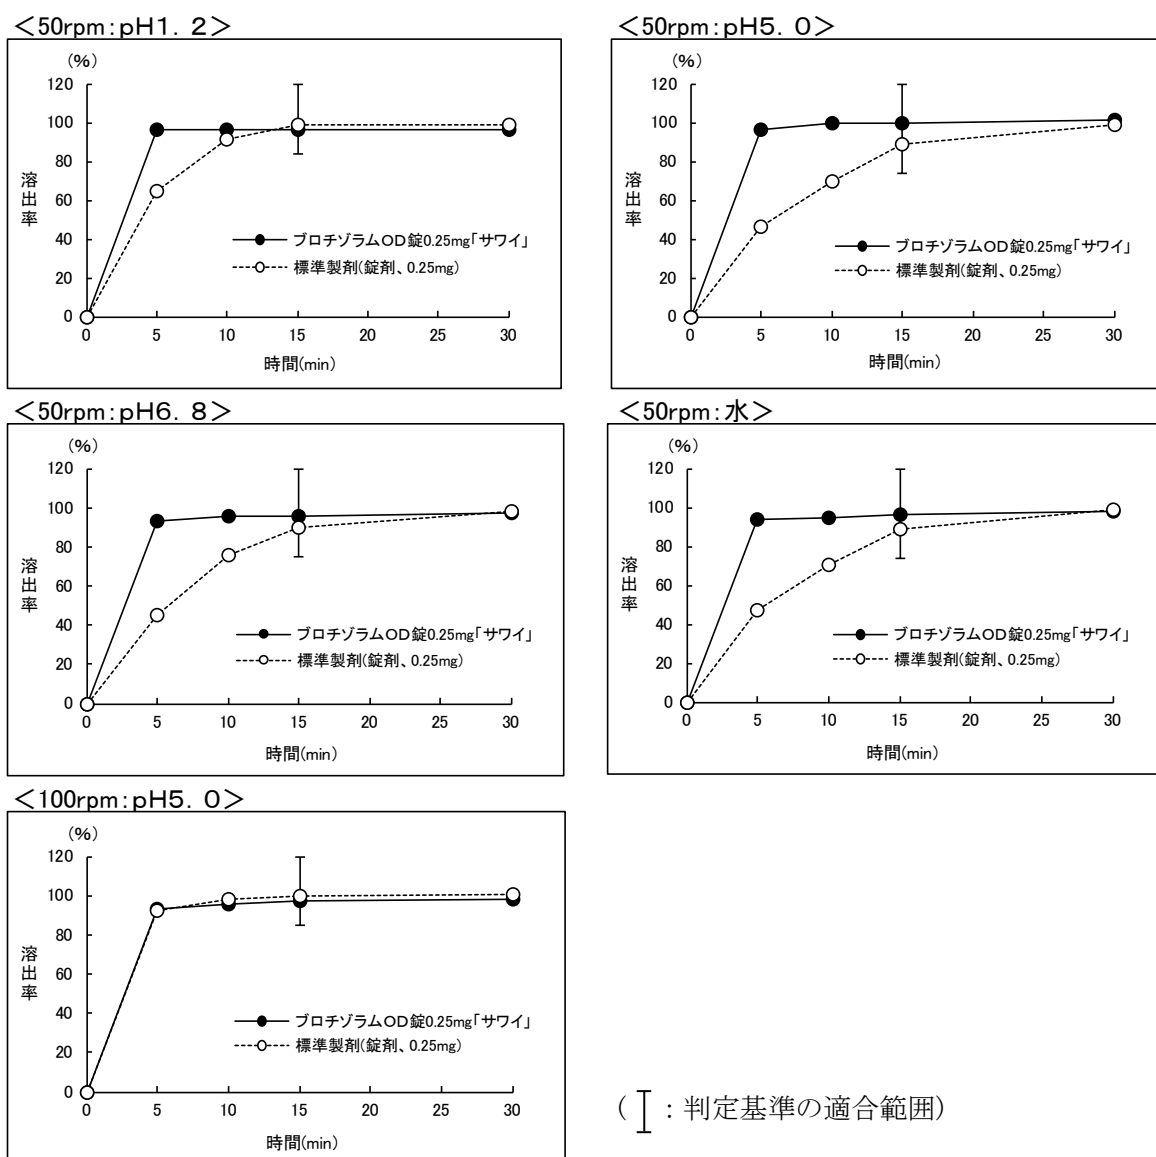 ＜50rpm：pH1．2＞
(%)
120
100
80
60
40
20
0
溶出率
ブロチゾラムOD錠0.25mg「サワイ」
標準製剤(錠剤、0.25mg)
0 5 10 15 20 25 30
時間(min)
＜50rpm：pH5．0＞
(%)
120
100
80
60
40
20
0
溶出率
ブロチゾラムOD錠0.25mg「サワイ」
標準製剤(錠剤、0.25mg)
0 5 10 15 20 25 30
時間(min)
＜50rpm：pH6．8＞
(%)
120
100
80
60
40
20
0
溶出率
ブロチゾラムOD錠0.25mg「サワイ」
標準製剤(錠剤、0.25mg)
0 5 10 15 20 25 30
時間(min)
＜50rpm：水＞
(%)
120
100
80
60
40
20
0
溶出率
ブロチゾラムOD錠0.25mg「サワイ」
標準製剤(錠剤、0.25mg)
0 5 10 15 20 25 30
時間(min)
＜100rpm：pH5．0＞
(%)
120
100
80
60
40
20
0
溶出率
ブロチゾラムOD錠0.25mg「サワイ」
標準製剤(錠剤、0.25mg)
0 5 10 15 20 25 30
時間(min)
( ：判定基準の適合範囲)